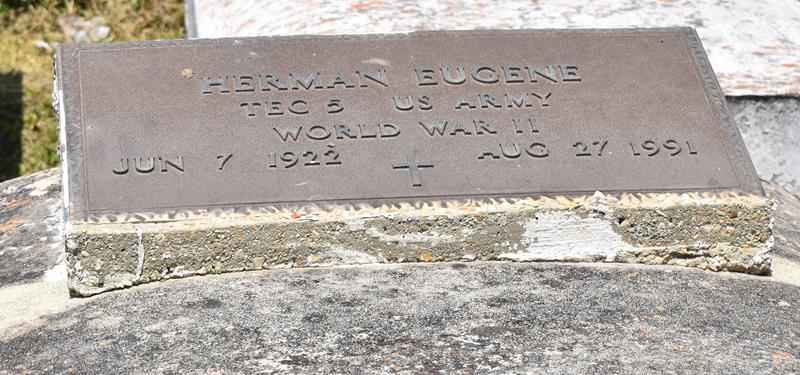 HERMAN EUGENE
TEC 5 US ARMY
WORLD WAR II
JUN 7 1922 AUG 27 1991